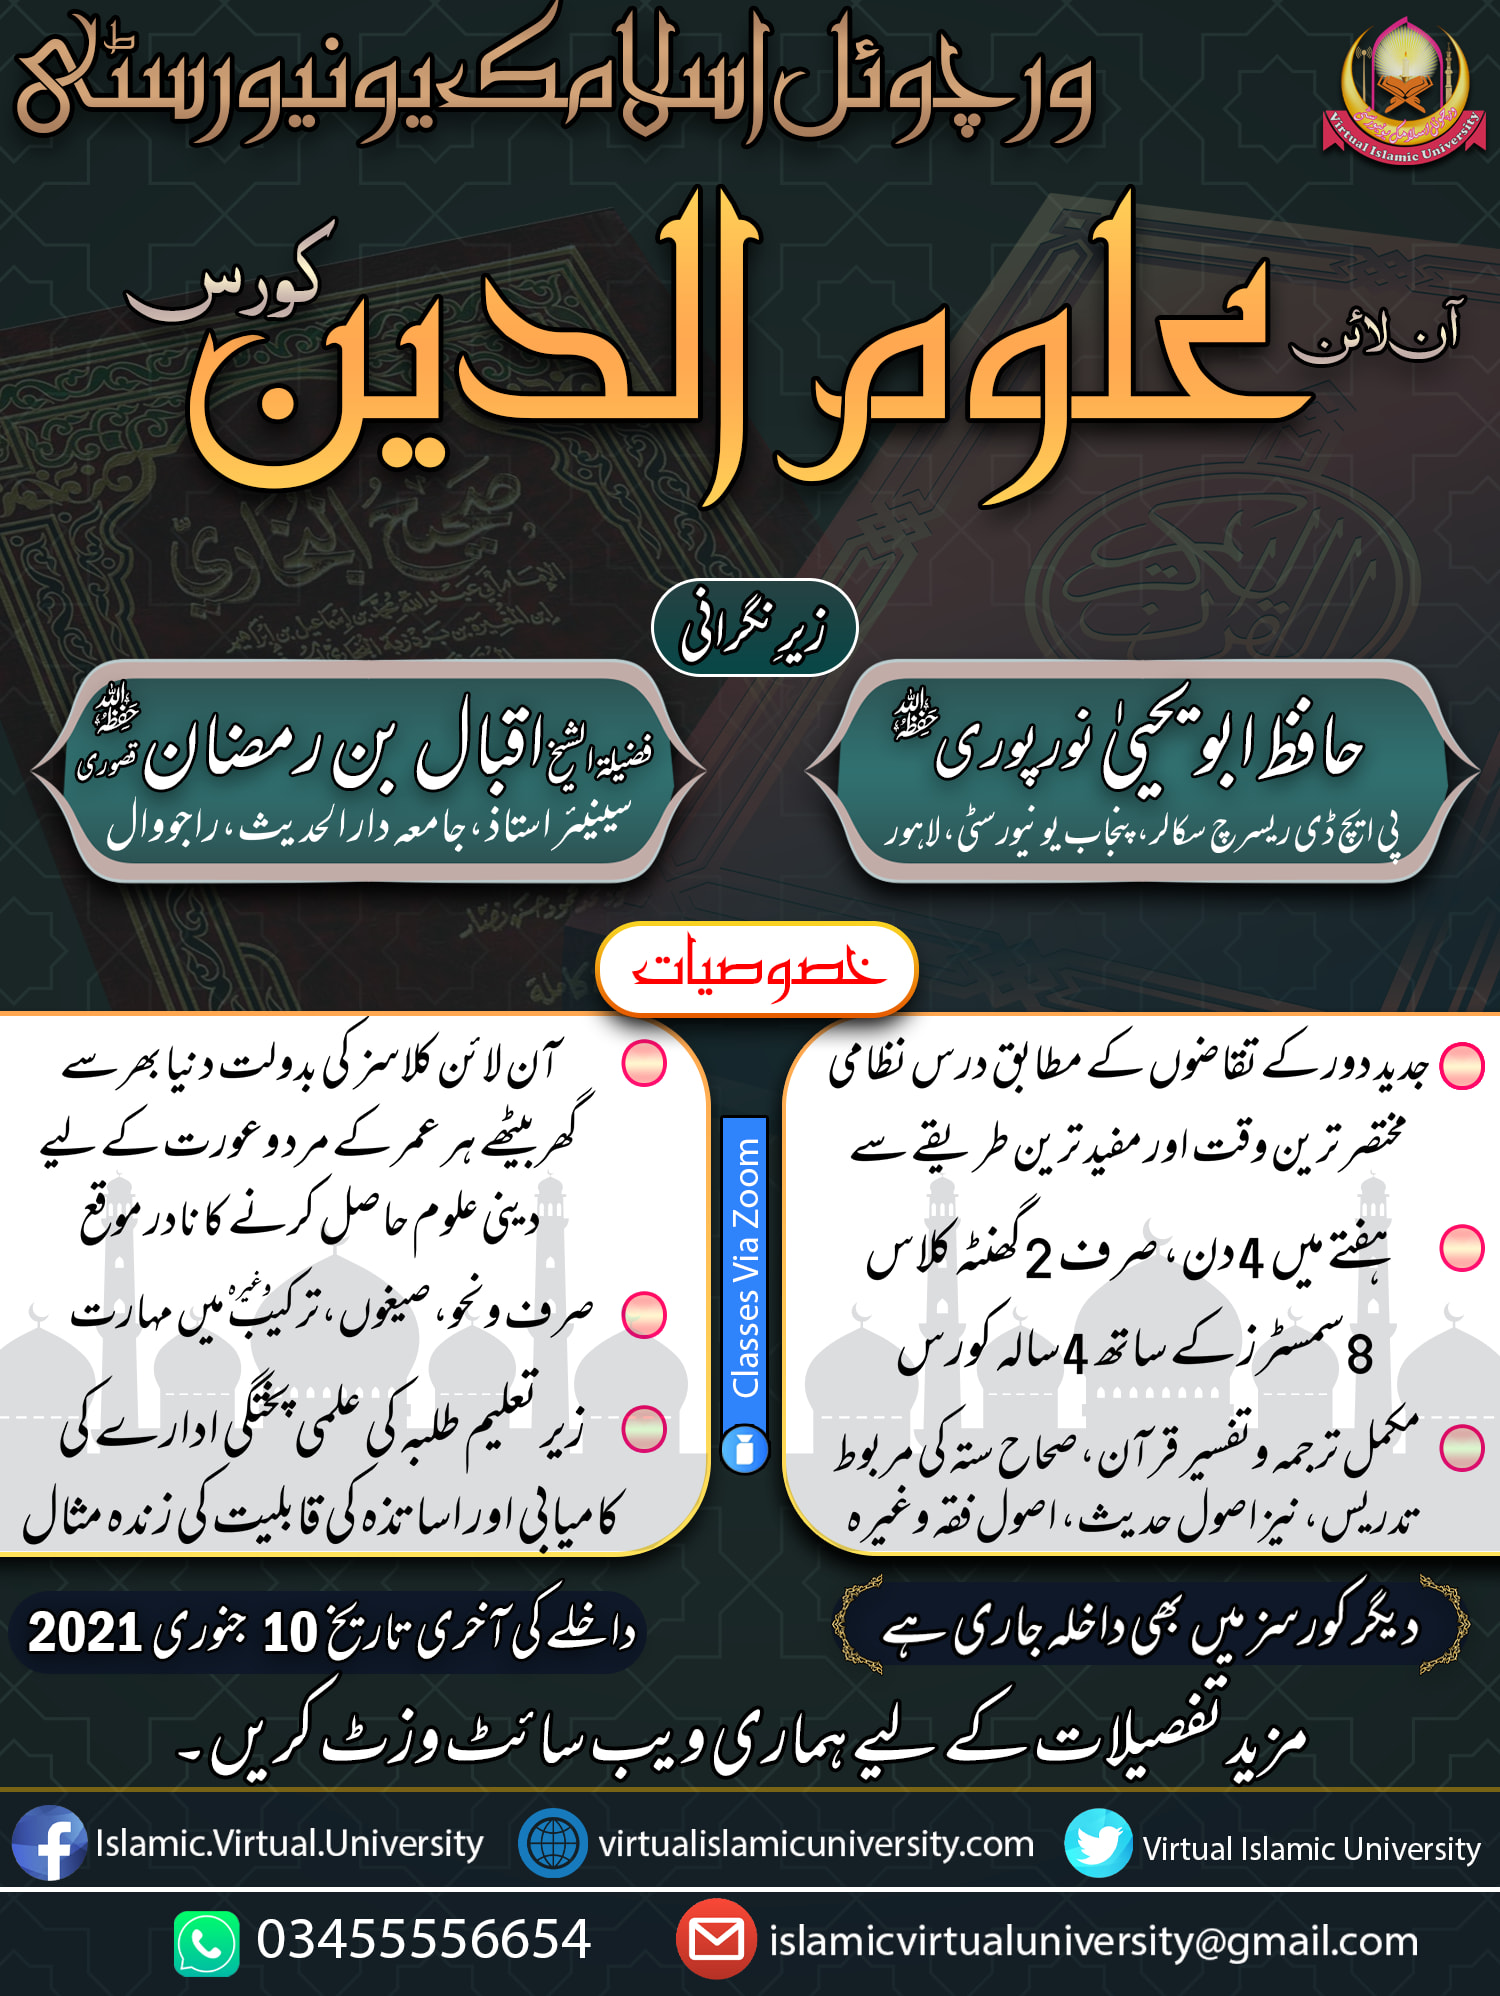 ورچوئل اسلامک یونیورسٹی
Virtual Islamic University
آن لائن علوم الدین کورس
صحيح البخاري
زیرِ نگرانی
حافظ ابو یحییٰ نورپوری حفظہ اللہ
پی ایچ ڈی ریسرچ سکالر، پنجاب یونیورسٹی، لاہور
فضیلۃ الشیخ اقبال بن رمضان قصوری حفظہ اللہ
سینیئر استاذ، جامعہ دار الحدیث، راجووال
خصوصیات
جدید دور کے تقاضوں کے مطابق درس نظامی
مختصر ترین وقت اور مفید ترین طریقے سے
ہفتے میں 4 دن، صرف 2 گھنٹہ کلاس
8 سمسٹرز کے ساتھ 4 سالہ کورس
مکمل ترجمہ و تفسیر قرآن، صحاح ستہ کی مربوط
تدریس، نیز اصول حدیث، اصول فقہ وغیرہ
Classes Via Zoom
آن لائن کلاسز کی بدولت دنیا بھر سے
گھر بیٹھے ہر عمر کے مرد و عورت کے لیے
دینی علوم حاصل کرنے کا نادر موقع
صرف و نحو، صیغوں، ترکیب وغیرہ میں مہارت
زیر تعلیم طلبہ کی علمی پختگی ادارے کی
کامیابی اور اساتذہ کی قابلیت کی زندہ مثال
دیگر کورسز میں بھی داخلہ جاری ہے
داخلے کی آخری تاریخ 10 جنوری 2021
مزید تفصیلات کے لیے ہماری ویب سائٹ وزٹ کریں۔
Islamic.Virtual.University
virtualislamicuniversity.com
Virtual Islamic University
03455556654
islamicvirtualuniversity@gmail.com